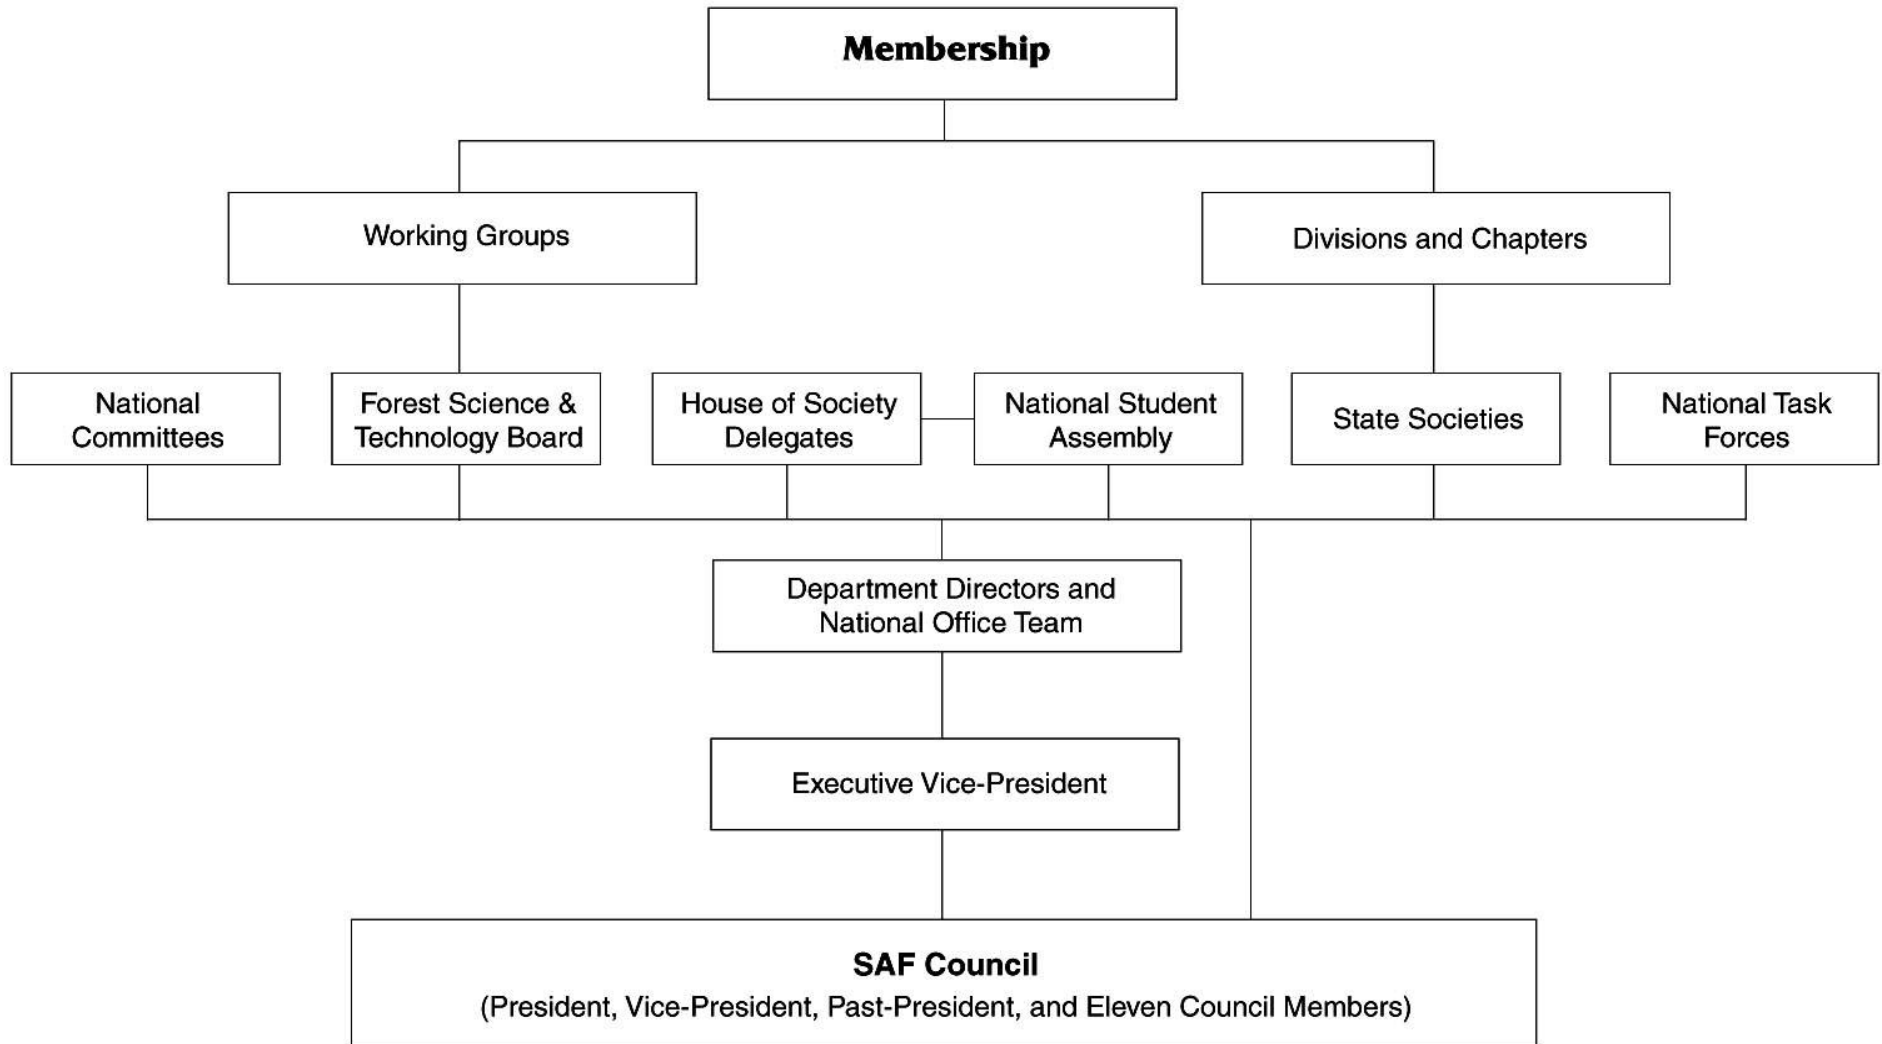 Membership
Working Groups
Divisions and Chapters
National
Committees
Forest Science &
Technology Board
House of Society
Delegates
National Student
Assembly
State Societies
National Task
Forces
Department Directors and
National Office Team
Executive Vice-President
SAF Council
(President, Vice-President, Past-President, and Eleven Council Members)